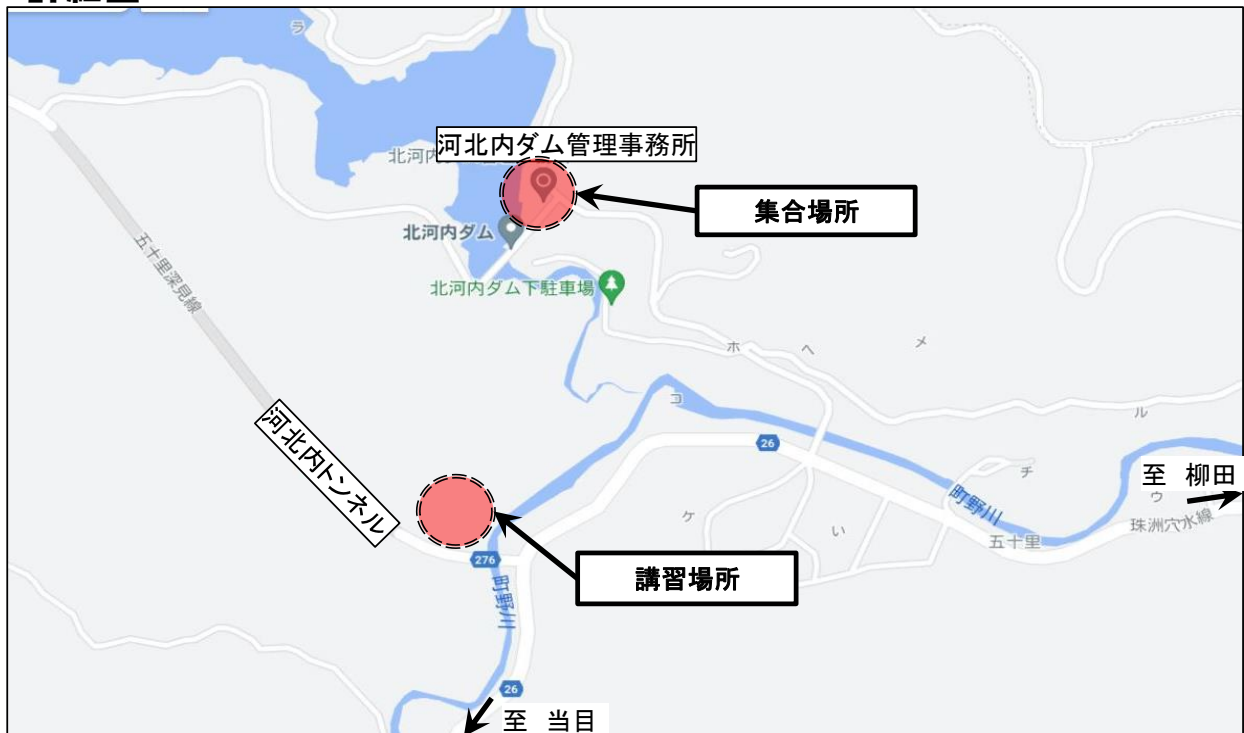 ラ
河北内ダム管理事務所
北河内
集合場所
北河内ダム
北河内ダム下駐車場
五十里深見線
ホ
ヘ
メ
コ
ル
26
河北内トンネル
チ
至 柳田
ウ
町野川
珠洲穴水線
ケ
い
五十里
276
講習場所
町野川
26
至 当目